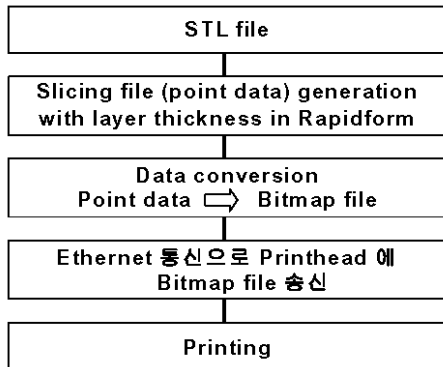 STL file
Slicing file (point data) generation
with layer thickness in Rapidform
Data conversion
Point data ⇨ Bitmap file
Ethernet 통신으로 Printhead 에
Bitmap file 송신
Printing